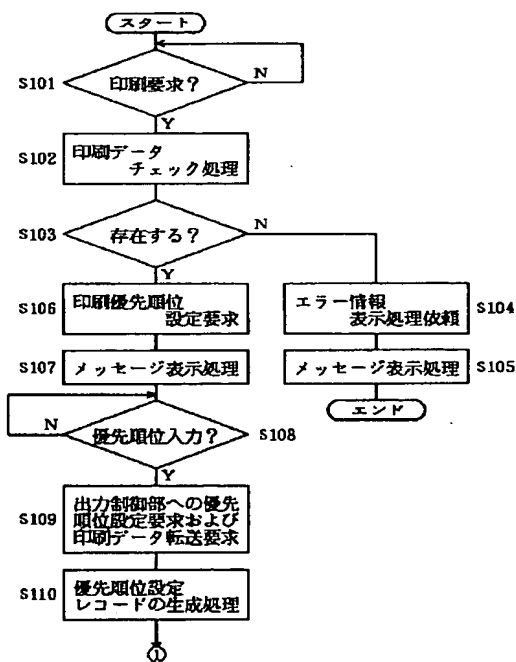 スタート
S101
印刷要求?
N
Y
S102
印刷データ
チェック処理
S103
存在する?
N
Y
S106
印刷優先順位
設定要求
エラー情報
表示処理依頼
S104
S107
メッセージ表示処理
メッセージ表示処理
S105
エンド
N
優先順位入力?
S108
Y
S109
出力制御部への優先
順位設定要求および
印刷データ転送要求
S110
優先順位設定
レコードの生成処理
①